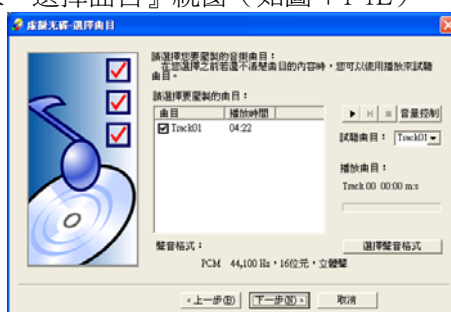 『選擇曲目』視窗（如圖
虛擬光碟-選擇曲目
請選擇您要壓製的音樂曲目：
在您選擇之前若還不清楚曲目的內容時，您可以使用播放來試聽
曲目。
請選擇要壓製的曲目：
曲目 播放時間
Track01 04:22
音量控制
試聽曲目： Track01
播放曲目：
Track 00 00:00 m:s
聲音格式：
PCM 44,100 Hz，16位元，立體聲
選擇聲音格式
<上一步(B) 下一步(N)> 取消